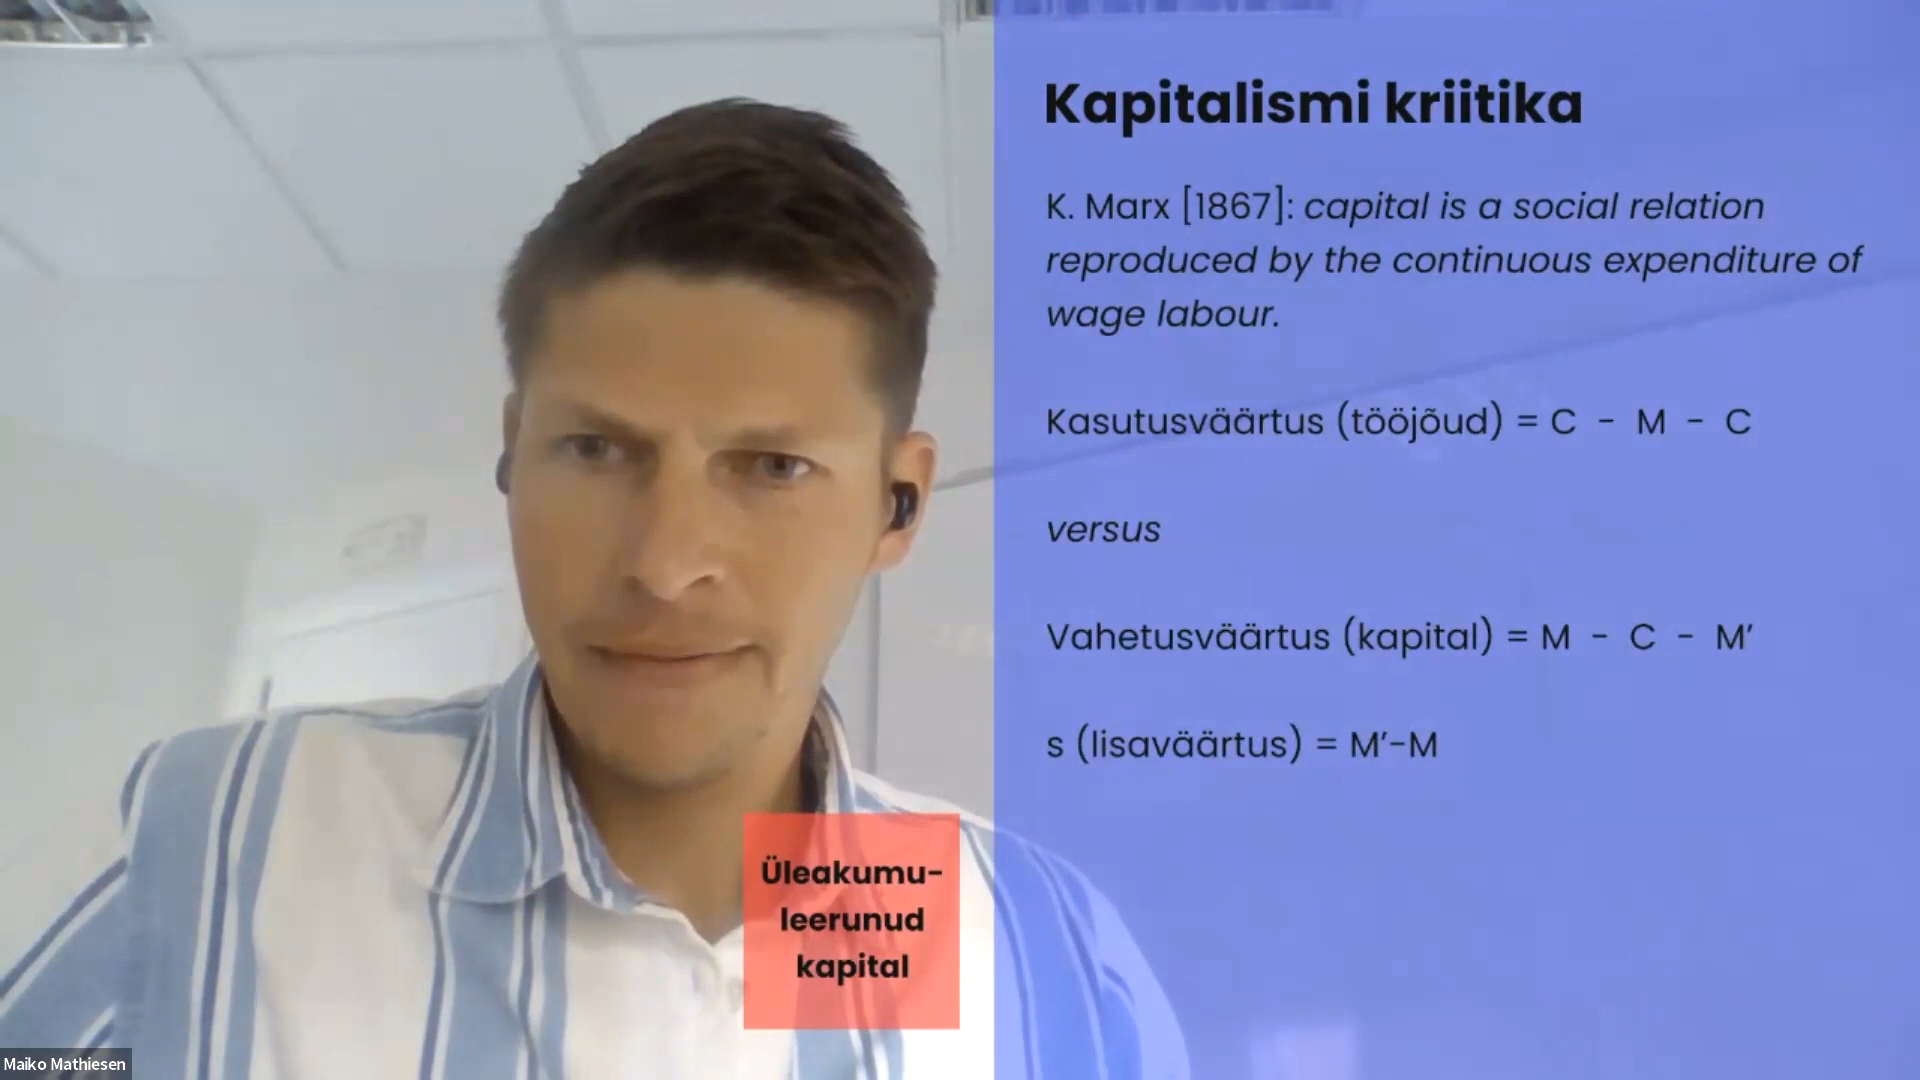 Kapitalismi kriitika
K. Marx [1867]: capital is a social relation
reproduced by the continuous expenditure of
wage labour.
Kasutusväärtus (tööjõud) = C - M - C
versus
Vahetusväärtus (kapital) = M - C - M’
s (lisaväärtus) = M’-M
Üleakumu-
leerunud
kapital
Maiko Mathiesen